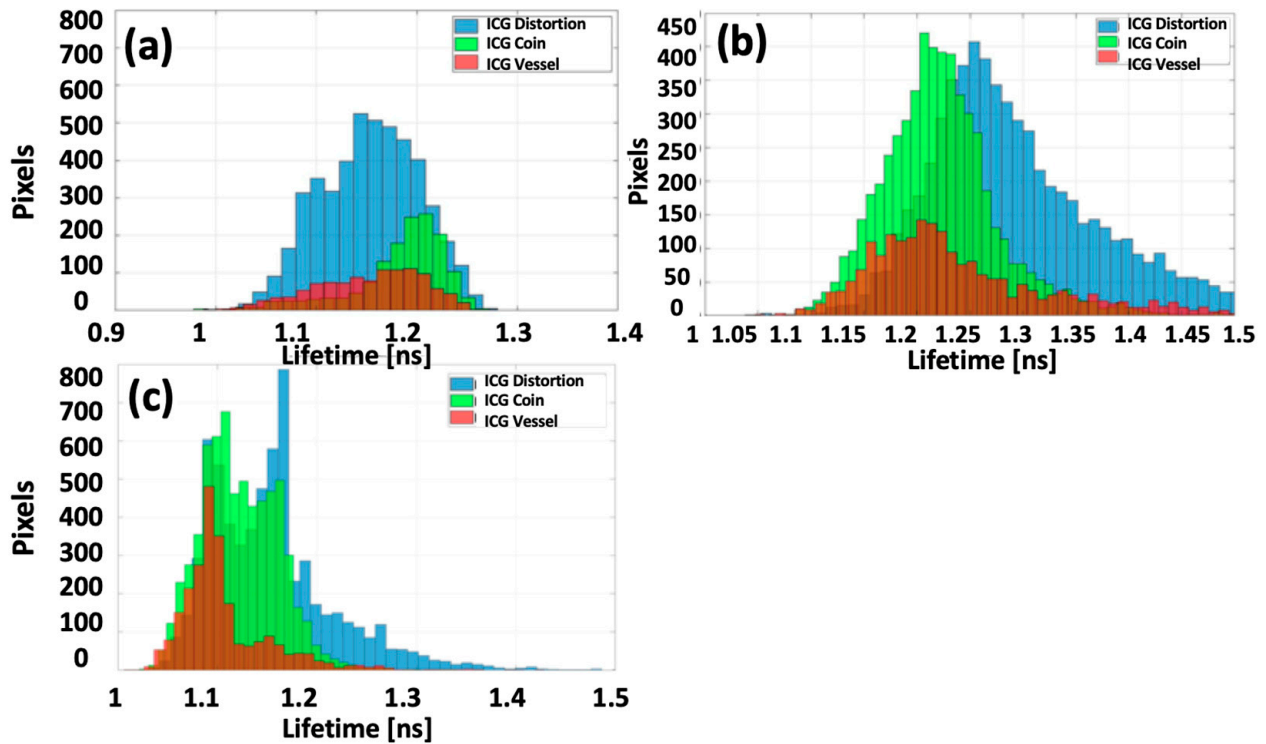 (a)
ICG Distortion
ICG Coin
ICG Vessel
Pixels
800
700
600
500
400
300
200
100
0
0.9 1 1.1 1.2 1.3 1.4
Lifetime [ns]
(b)
ICG Distortion
ICG Coin
ICG Vessel
Pixels
450
400
350
300
250
200
150
100
50
0
1 1.05 1.1 1.15 1.2 1.25 1.3 1.35 1.4 1.45 1.5
Lifetime [ns]
(c)
ICG Distortion
ICG Coin
ICG Vessel
Pixels
800
700
600
500
400
300
200
100
0
1 1.1 1.2 1.3 1.4 1.5
Lifetime [ns]